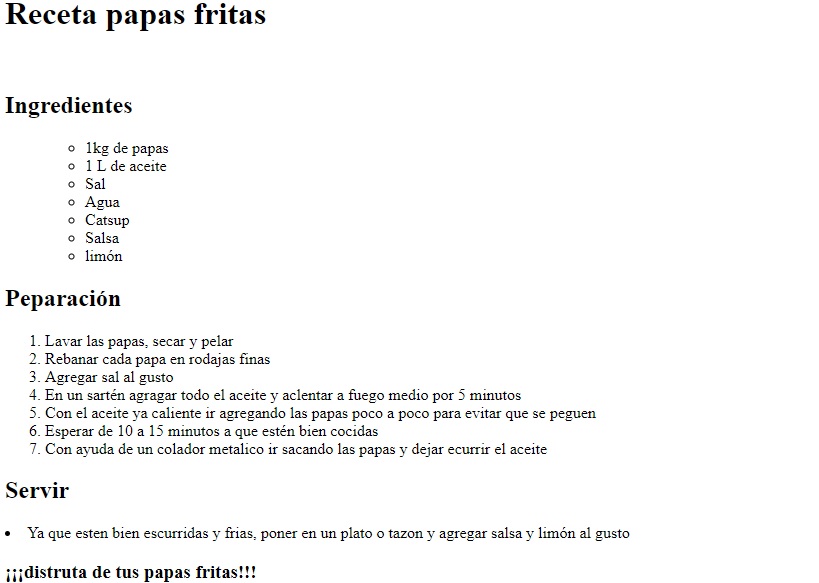 Receta papas fritas
Ingredientes
1kg de papas
1 L de aceite
Sal
Agua
Catsup
Salsa
limón
Peparación
1. Lavar las papas, secar y pelar
2. Rebanar cada papa en rodajas finas
3. Agregar sal al gusto
4. En un sartén agragar todo el aceite y aclentar a fuego medio por 5 minutos
5. Con el aceite ya caliente ir agregando las papas poco a poco para evitar que se peguen
6. Esperar de 10 a 15 minutos a que estén bien cocidas
7. Con ayuda de un colador metalico ir sacando las papas y dejar ecurrir el aceite
Servir
Ya que esten bien escurridas y frias, poner en un plato o tazon y agregar salsa y limón al gusto
¡¡¡distruta de tus papas fritas!!!